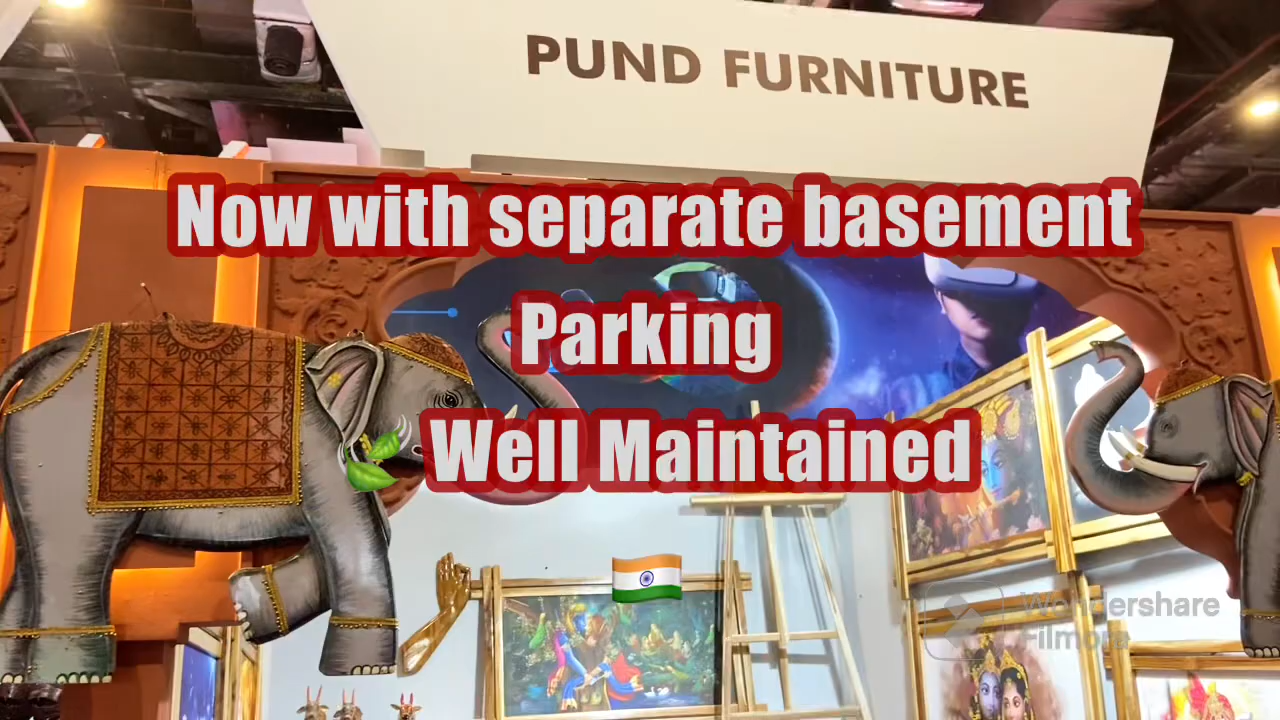 PUND FURNITURE
Now with separate basement
Parking
Well Maintained
Wondershare
Filmora